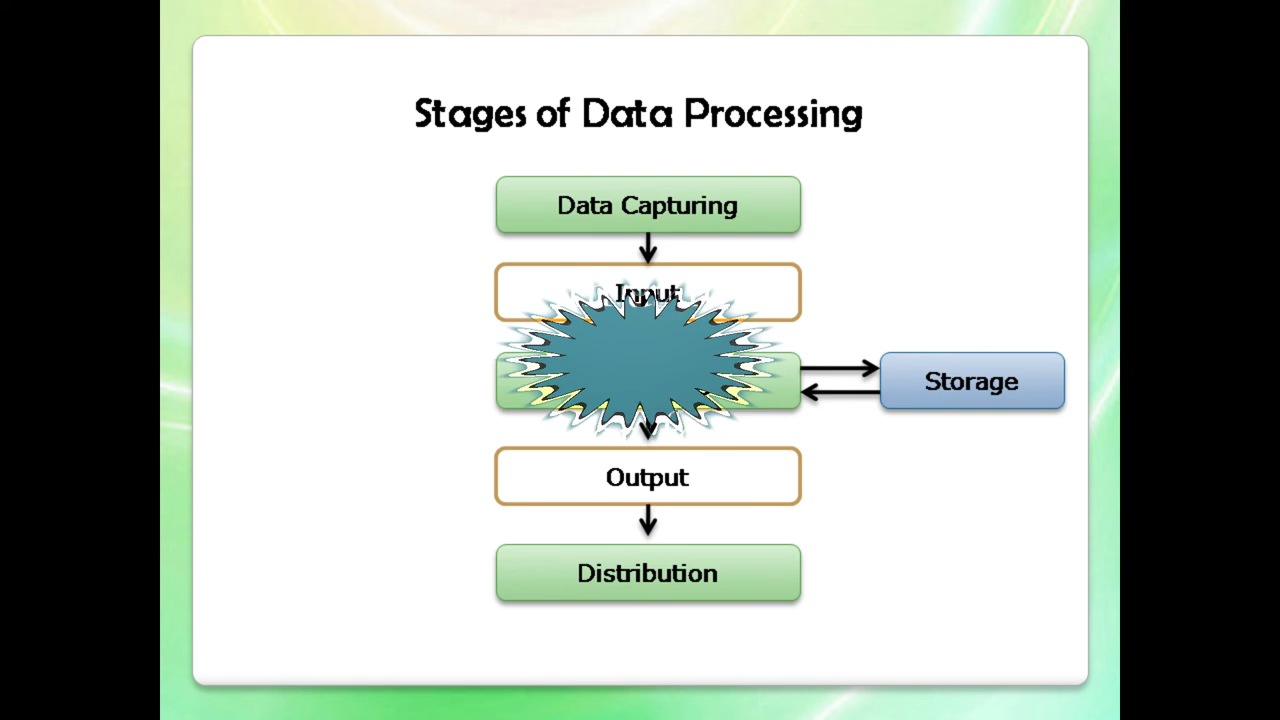 Stages of Data Processing
Data Capturing
Input
Storage
Output
Distribution